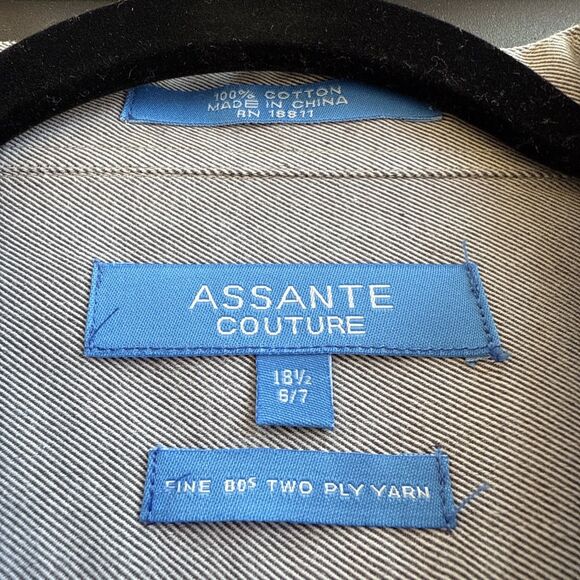 100% COTTON
MADE IN CHINA
RN 18811
ASSANTE
COUTURE
18½
6/7
FINE 80S TWO PLY YARN